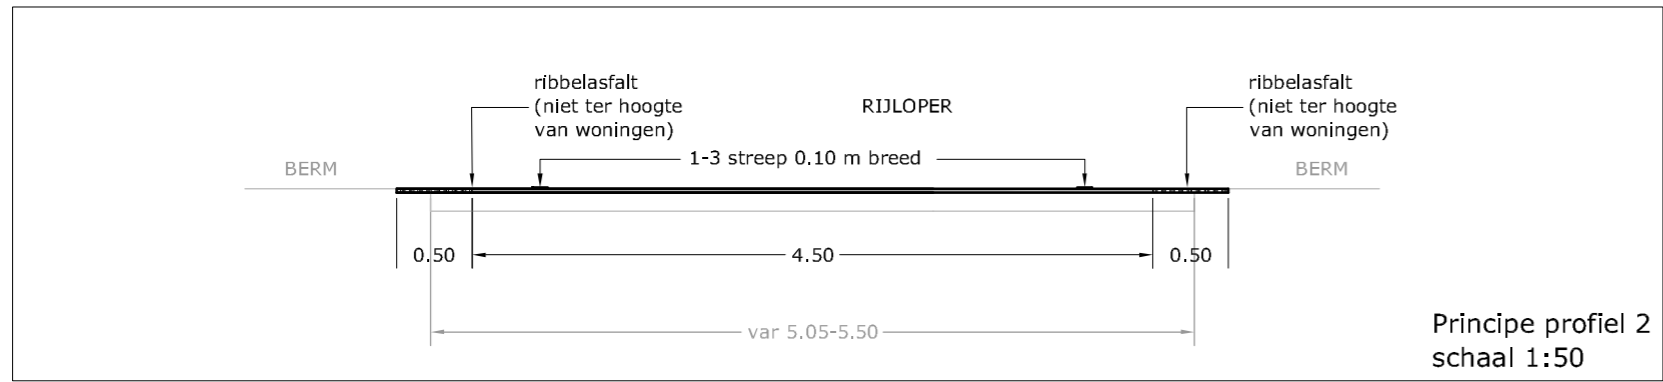 ribbelasfalt
(niet ter hoogte
van woningen)
RIJLOPER
ribbelasfalt
(niet ter hoogte
van woningen)
1-3 streep 0.10 m breed
BERM
BERM
0.50
4.50
0.50
var 5.05-5.50
Principe profiel 2
schaal 1:50